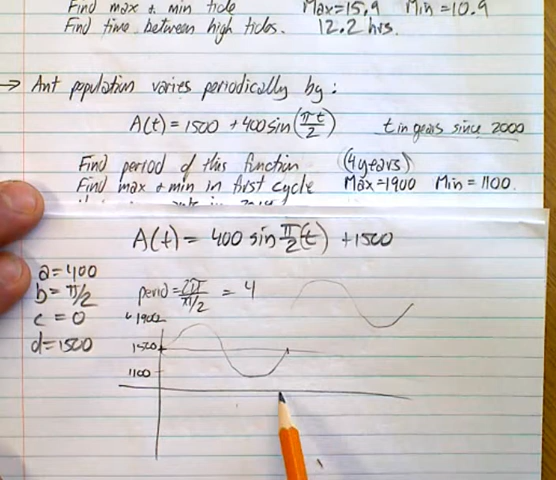 Find max + min tide Max=15.9 Min=10.9
Find time between high tides. 12.2 hrs.
→ Ant population varies periodically by:
A(t) = 1500 + 400 sin(πt/2) t in years since 2000
Find period of this function (4 years)
Find max + min in first cycle Max=1900 Min=1100.
A(t) = 400 sin π/2(t) + 1500
a=400
b=π/2
c=0
d=1500
period = 2π/π/2 = 4
1900
1500
1100